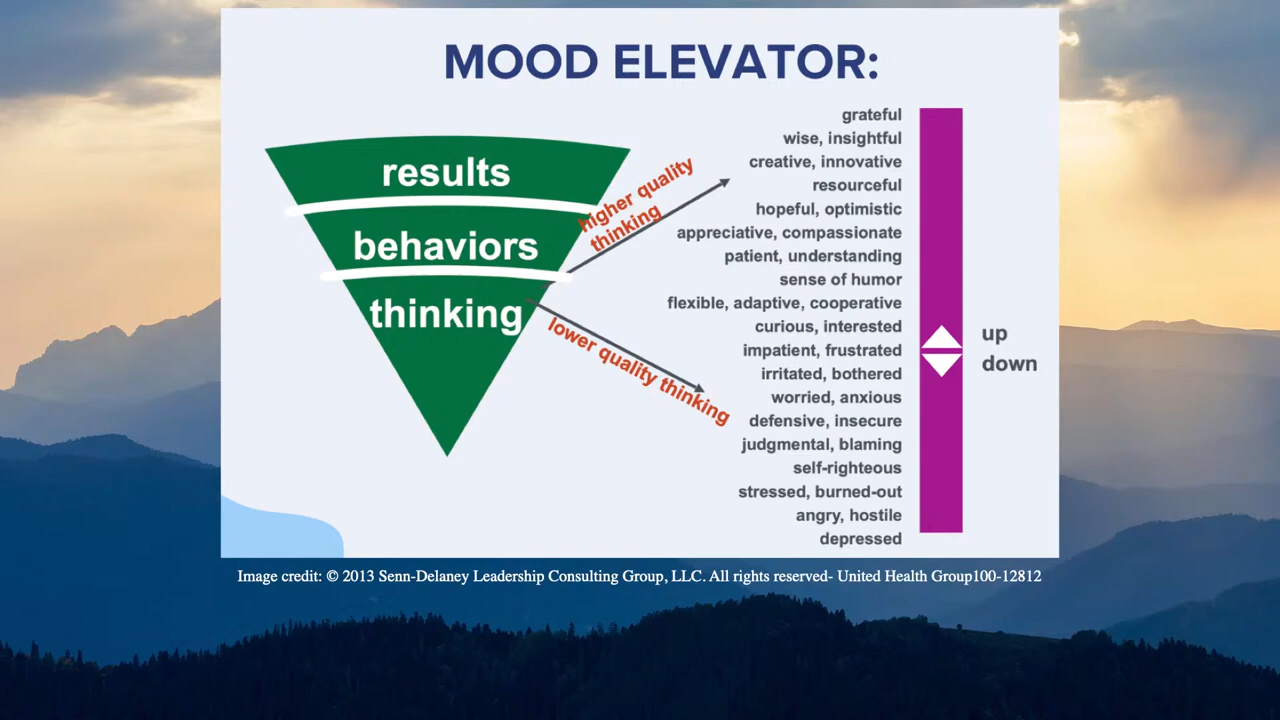 MOOD ELEVATOR:
results
behaviors
thinking
higher quality
thinking
lower quality thinking
grateful
wise, insightful
creative, innovative
resourceful
hopeful, optimistic
appreciative, compassionate
patient, understanding
sense of humor
flexible, adaptive, cooperative
curious, interested
impatient, frustrated
irritated, bothered
worried, anxious
defensive, insecure
judgmental, blaming
self-righteous
stressed, burned-out
angry, hostile
depressed
up
down
Image credit: © 2013 Senn-Delaney Leadership Consulting Group, LLC. All rights reserved- United Health Group100-12812